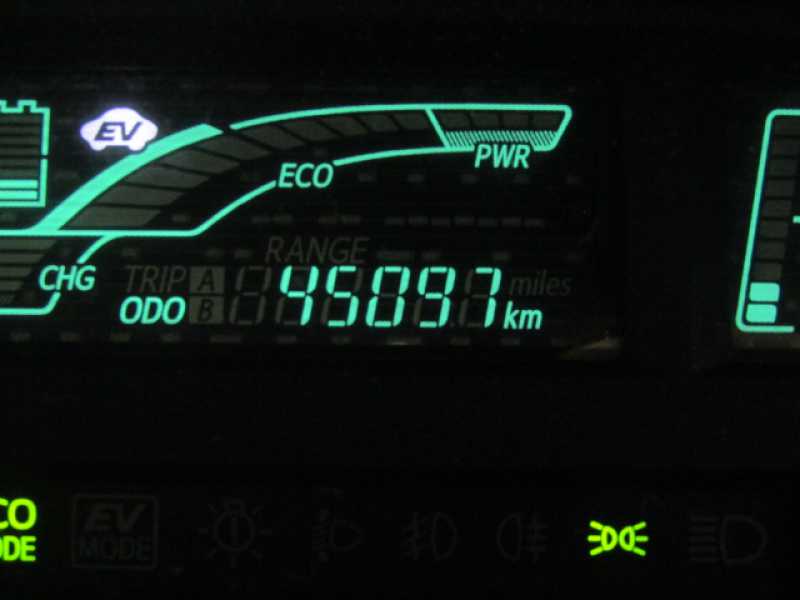 EV
PWR
ECO
RANGE
CHG
TRIP A
miles
ODO
B
45097 km
ECO
MODE
EV
MODE